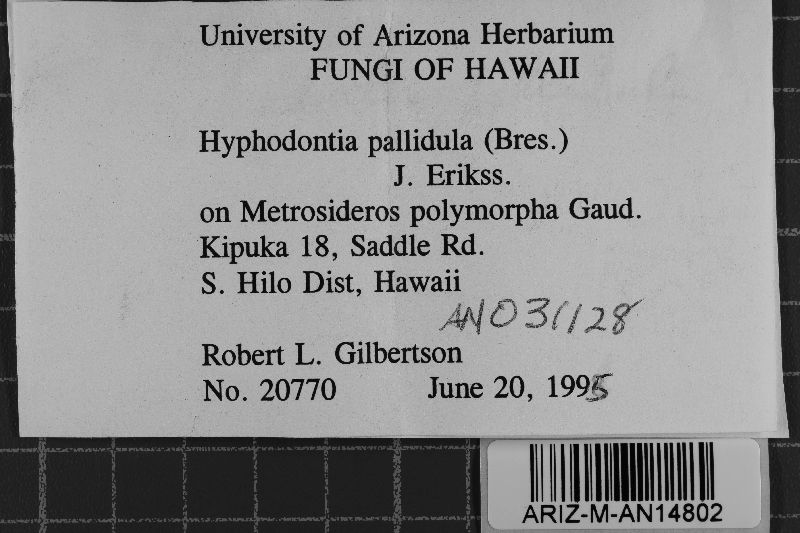 University of Arizona Herbarium
FUNGI OF HAWAII
Hyphodontia pallidula (Bres.)
J. Erikss.
on Metrosideros polymorpha Gaud.
Kipuka 18, Saddle Rd.
S. Hilo Dist, Hawaii
AN031128
Robert L. Gilbertson
No. 20770 June 20, 1995
ARIZ-M-AN14802